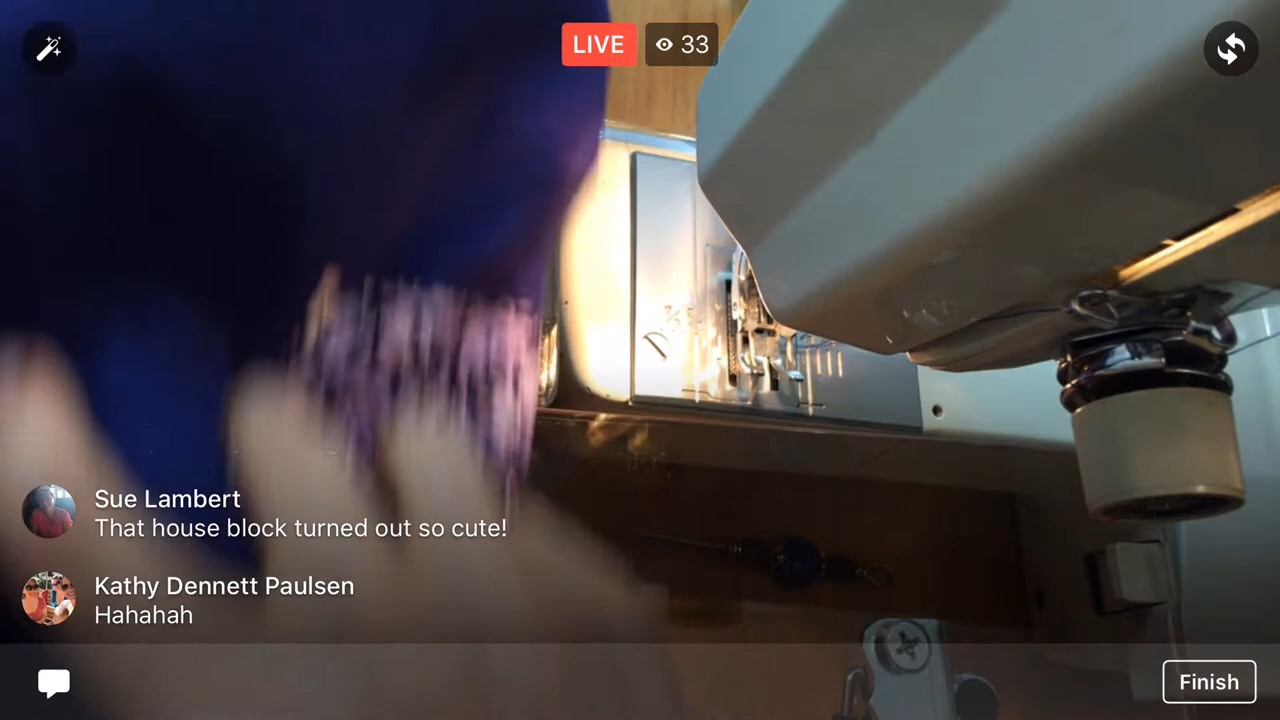 LIVE
33
Sue Lambert
That house block turned out so cute!
Kathy Dennett Paulsen
Hahahah
Finish